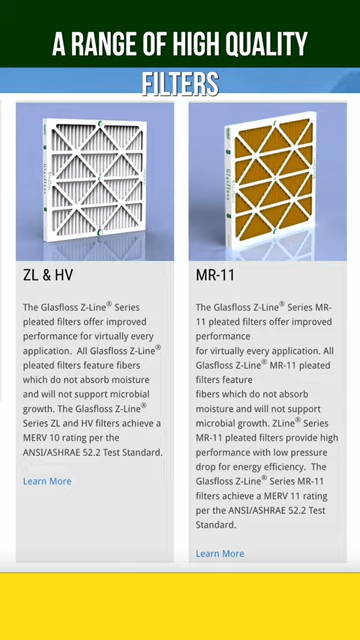 A RANGE OF HIGH QUALITY
FILTERS
ZL & HV
The Glasfloss Z-Line® Series
pleated filters offer improved
performance for virtually every
application. All Glasfloss Z-Line®
pleated filters feature fibers
which do not absorb moisture
and will not support microbial
growth. The Glasfloss Z-Line®
Series ZL and HV filters achieve a
MERV 10 rating per the
ANSI/ASHRAE 52.2 Test Standard.
Learn More
MR-11
The Glasfloss Z-Line® Series MR-
11 pleated filters offer improved
performance
for virtually every application. All
Glasfloss Z-Line® MR-11 pleated
filters feature
fibers which do not absorb
moisture and will not support
microbial growth. ZLine® Series
MR-11 pleated filters provide high
performance with low pressure
drop for energy efficiency. The
Glasfloss Z-Line® Series MR-11
filters achieve a MERV 11 rating
per the ANSI/ASHRAE 52.2 Test
Standard.
Learn More